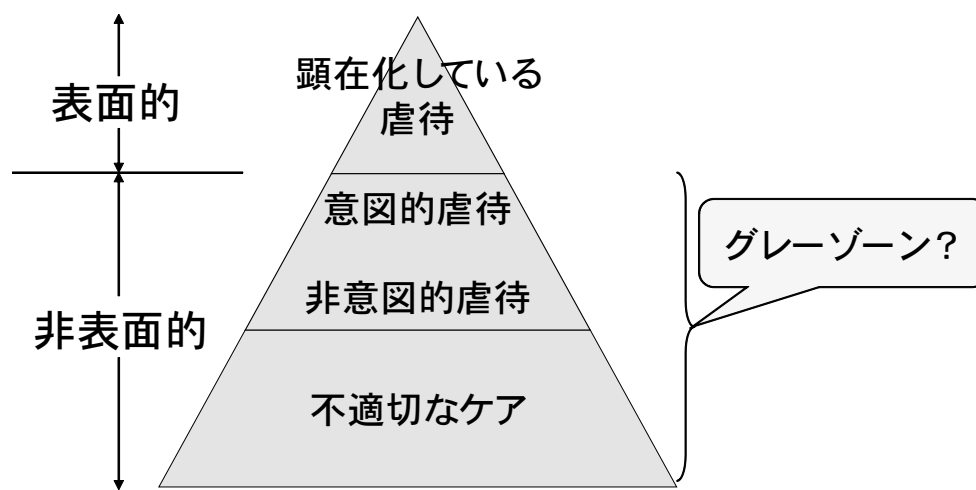 顕在化している
虐待
表面的
意図的虐待
グレーゾーン？
非意図的虐待
非表面的
不適切なケア